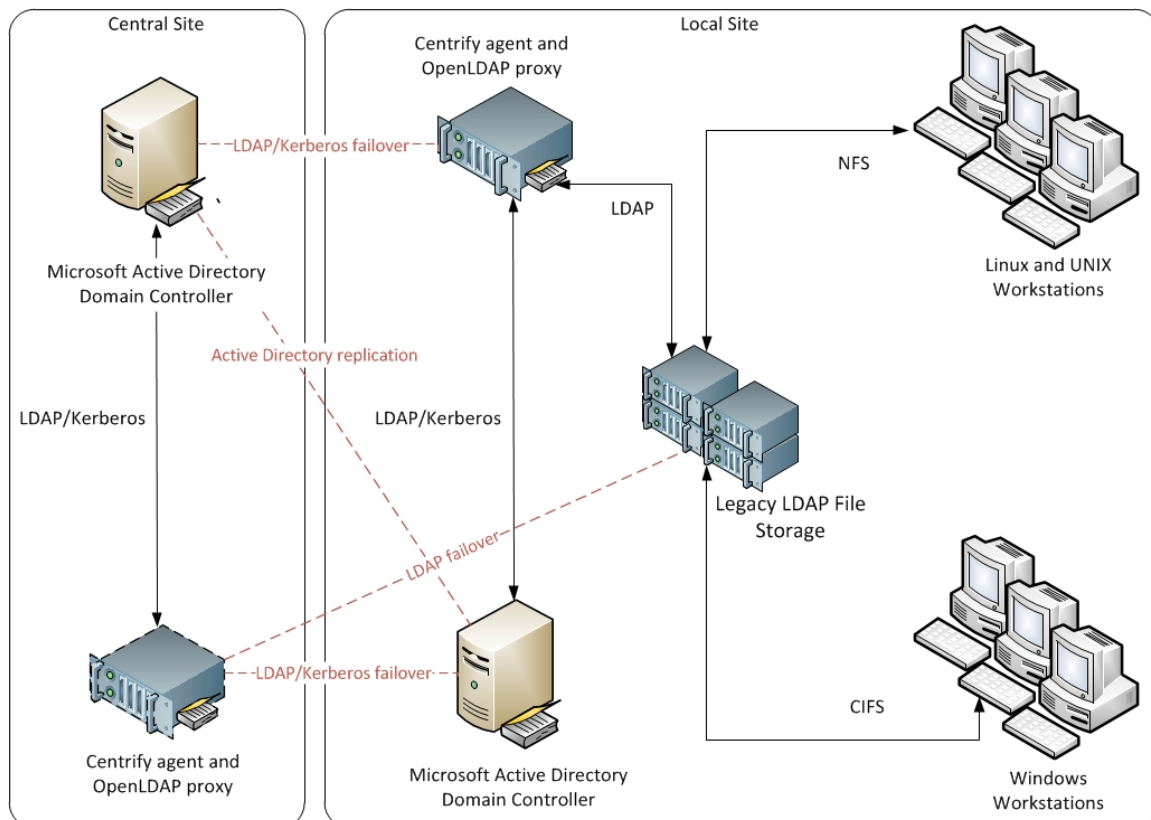 Central Site
Local Site
Centrify agent and
OpenLDAP proxy
LDAP/Kerberos failover
NFS
LDAP
Microsoft Active Directory
Domain Controller
Linux and UNIX
Workstations
Active Directory replication
LDAP/Kerberos
LDAP/Kerberos
Legacy LDAP File
Storage
LDAP failover
LDAP/Kerberos failover
CIFS
Centrify agent and
OpenLDAP proxy
Microsoft Active Directory
Domain Controller
Windows
Workstations